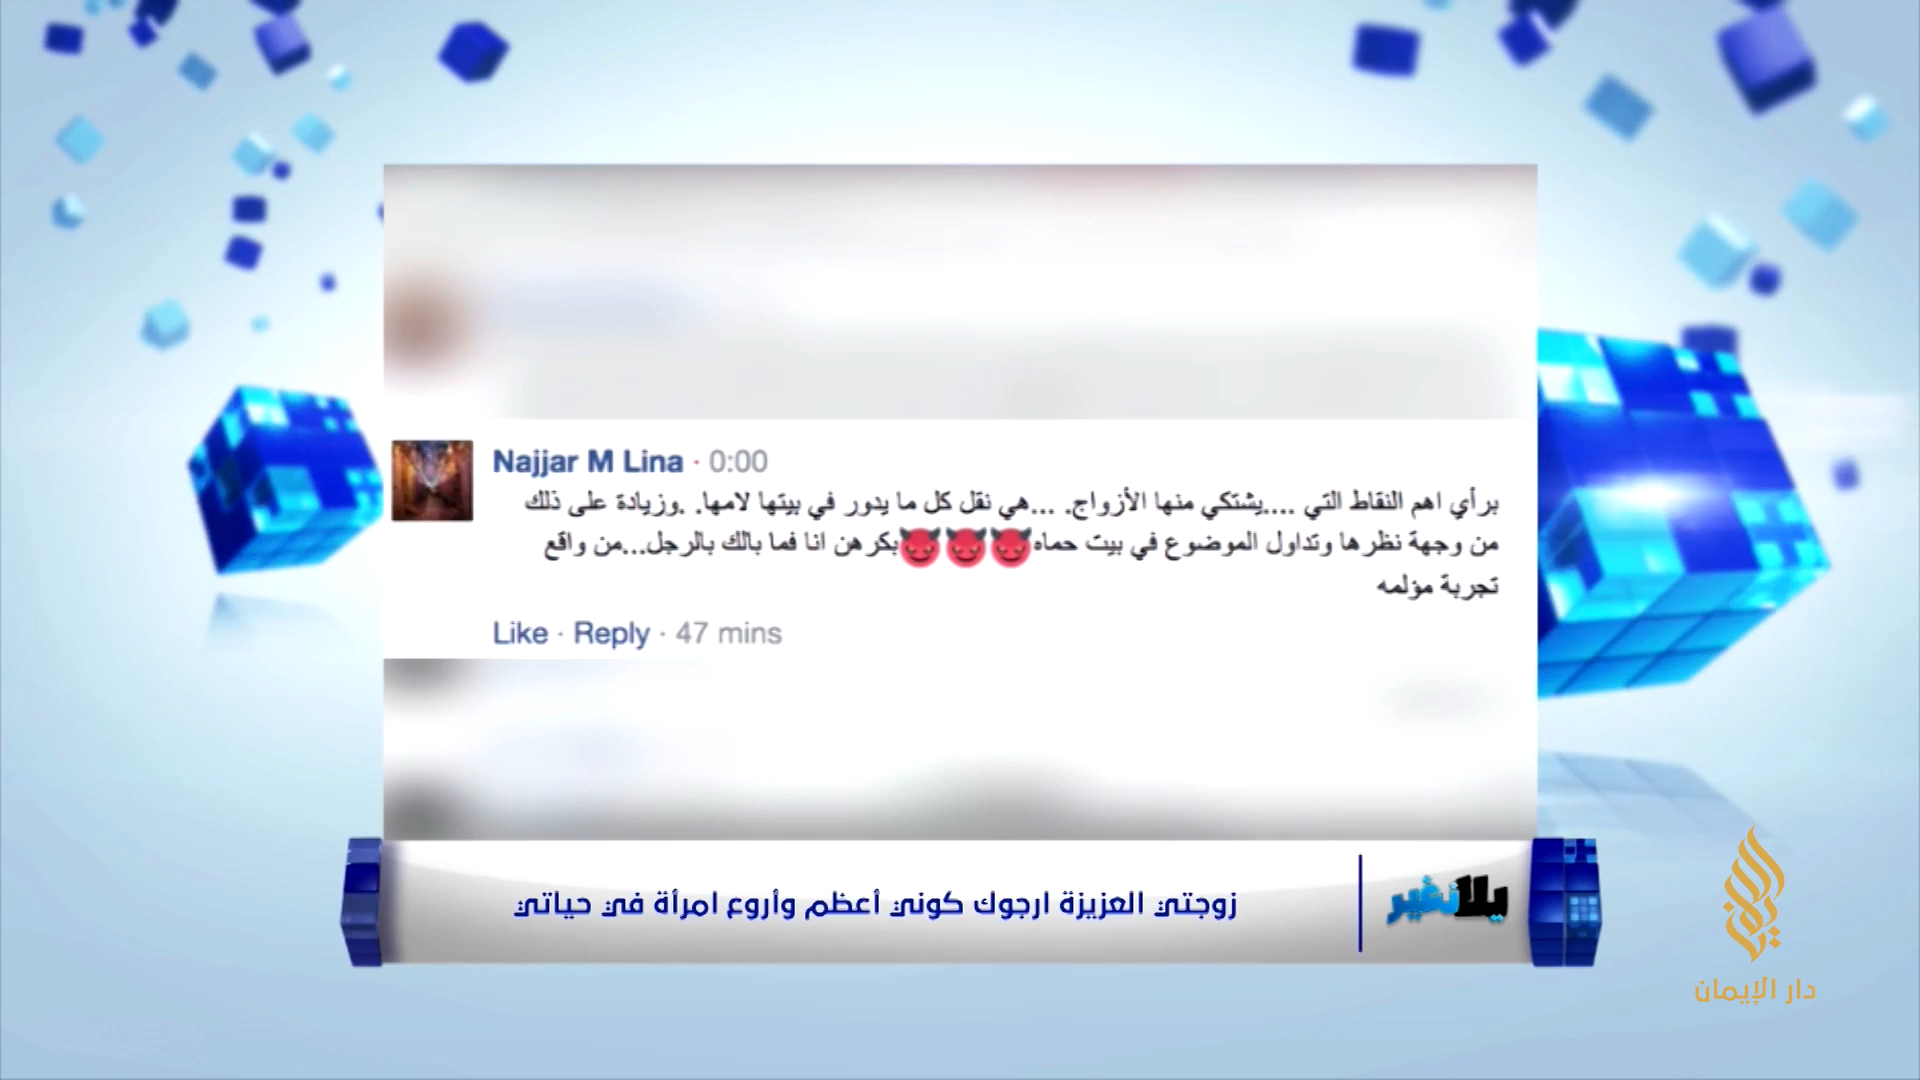 Najjar M Lina · 0:00
برأي اهم النقاط التي ....يشتكي منها الأزواج. ...هي نقل كل ما يدور في بيتها لامها. .وزيادة على ذلك
من وجهة نظرها وتداول الموضوع في بيت حماه😈😈😈بكرهن انا فما بالك بالرجل...من واقع
تجربة مؤلمه
Like · Reply · 47 mins
يلا نغير
زوجتي العزيزة ارجوك كوني أعظم وأروع امرأة في حياتي
دار الإيمان